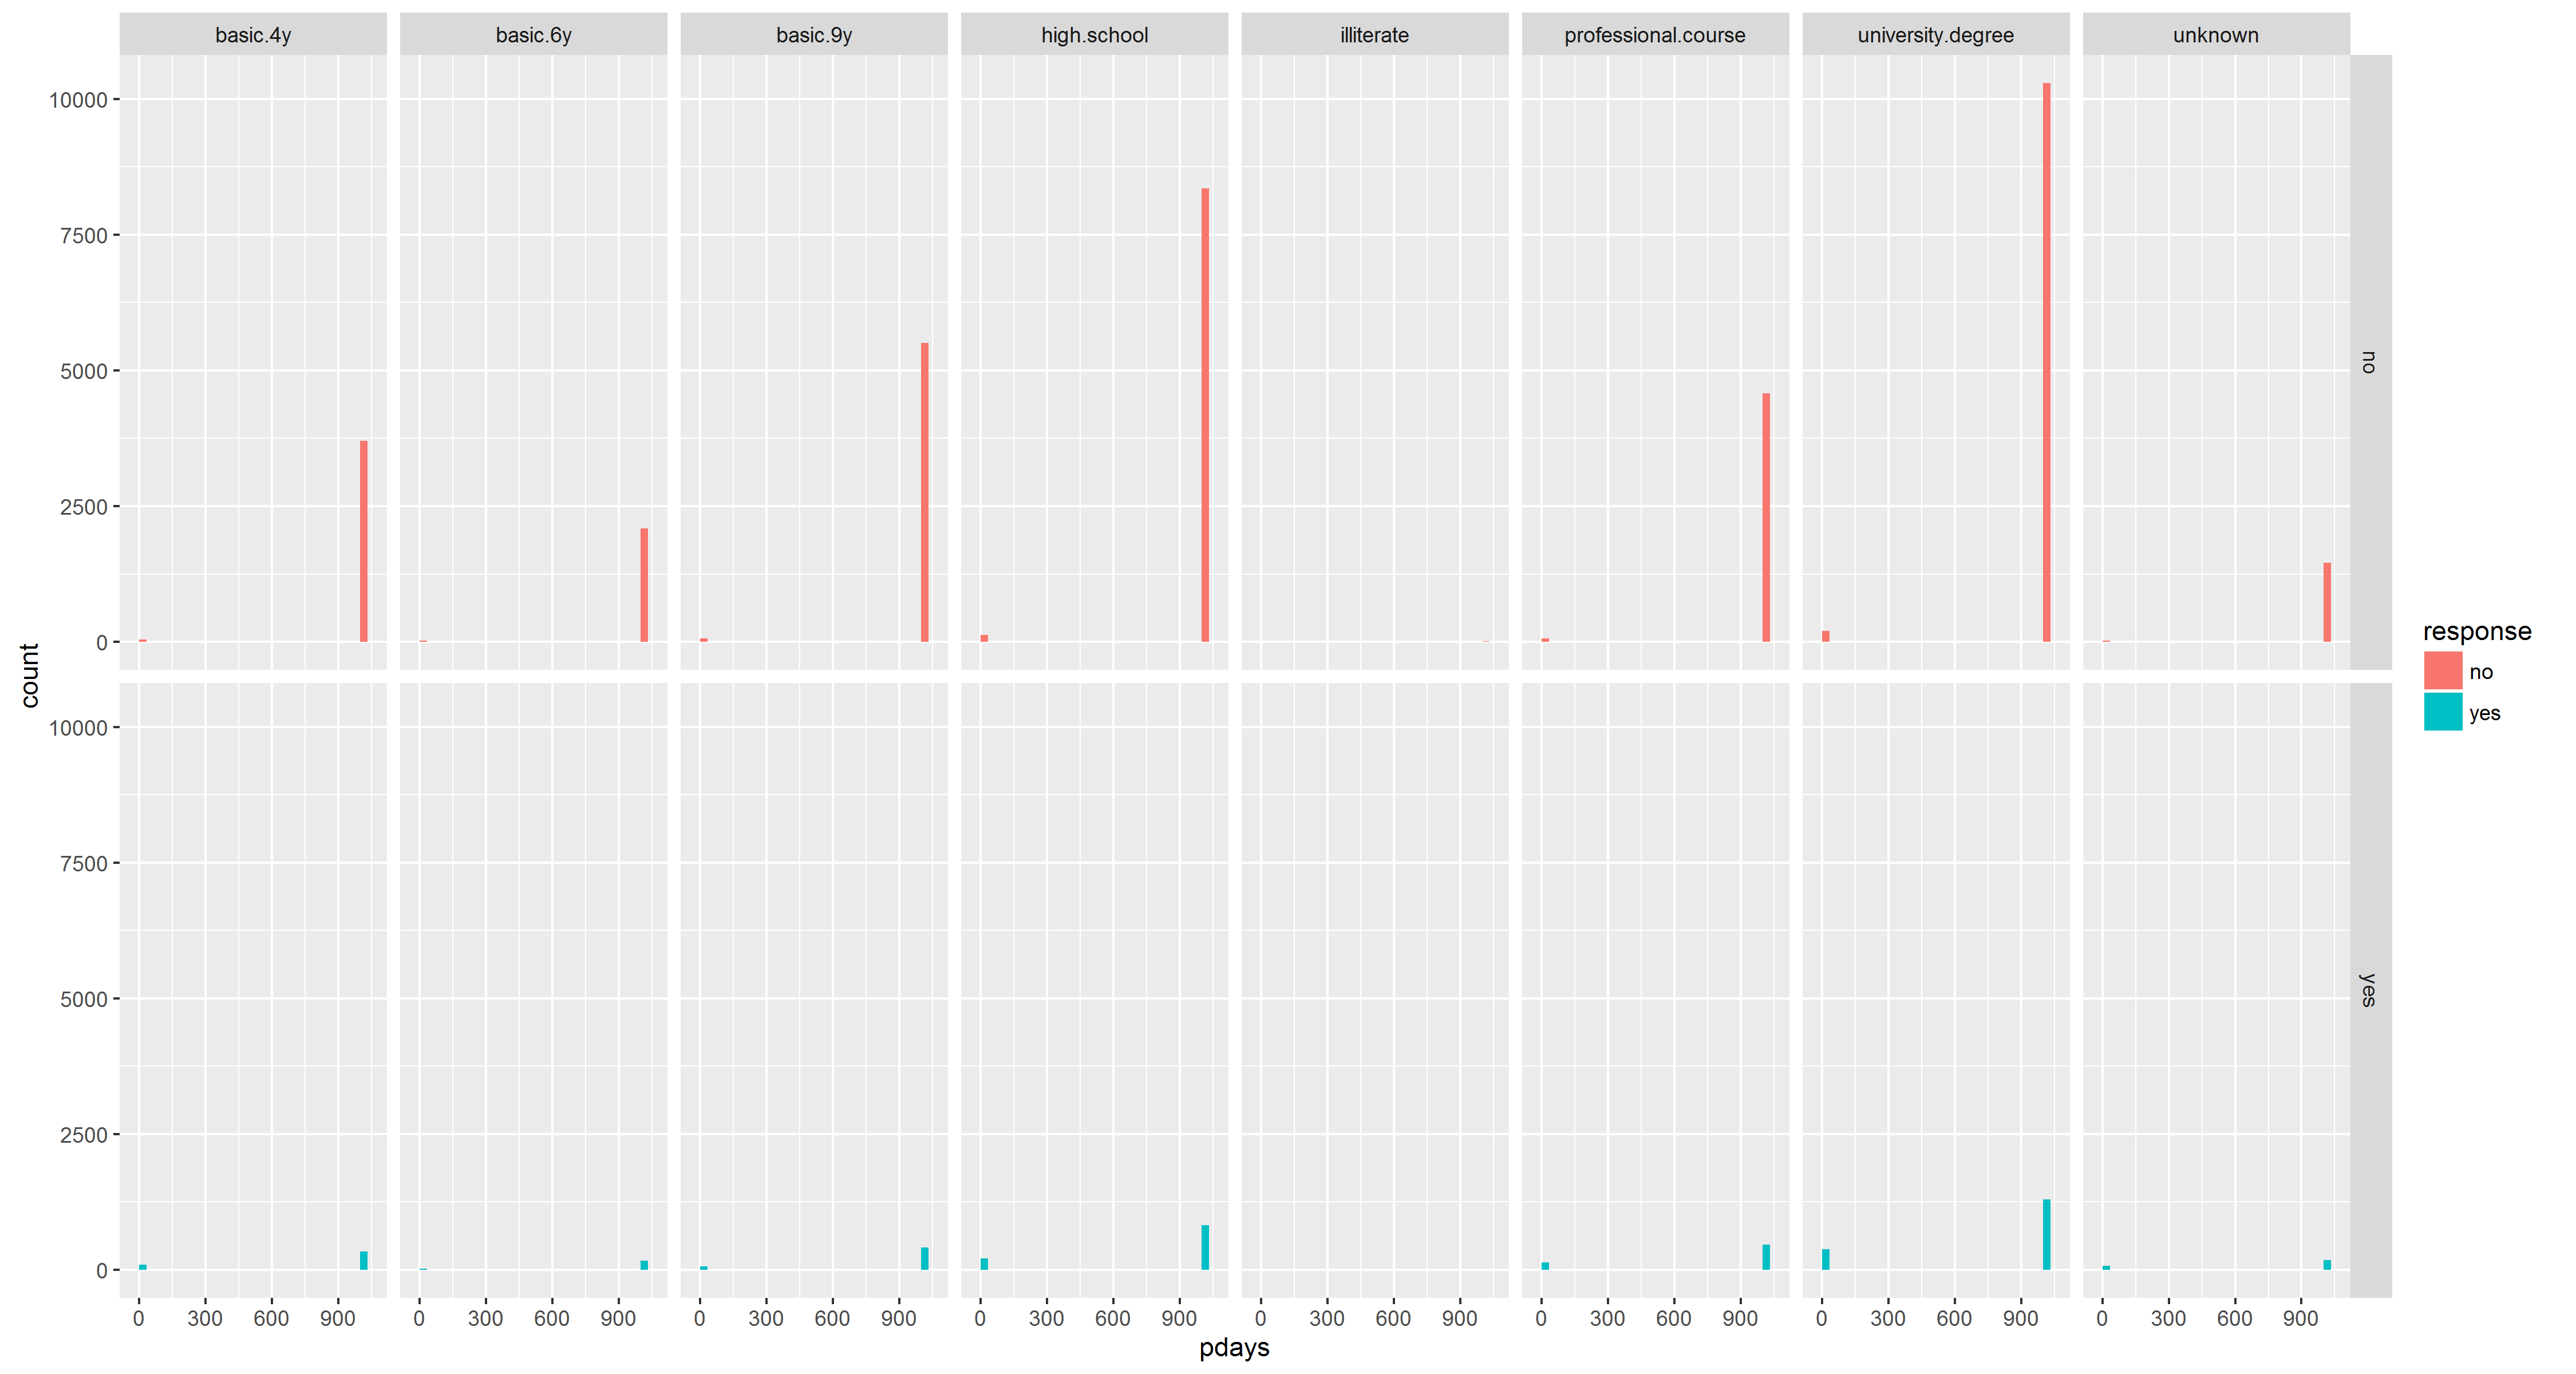 basic.4y basic.6y basic.9y high.school illiterate professional.course university.degree unknown
10000
7500
5000
2500
0
no
count
10000
7500
5000
2500
0
yes
0 300 600 900 0 300 600 900 0 300 600 900 0 300 600 900 0 300 600 900 0 300 600 900 0 300 600 900 0 300 600 900
pdays
response
no
yes